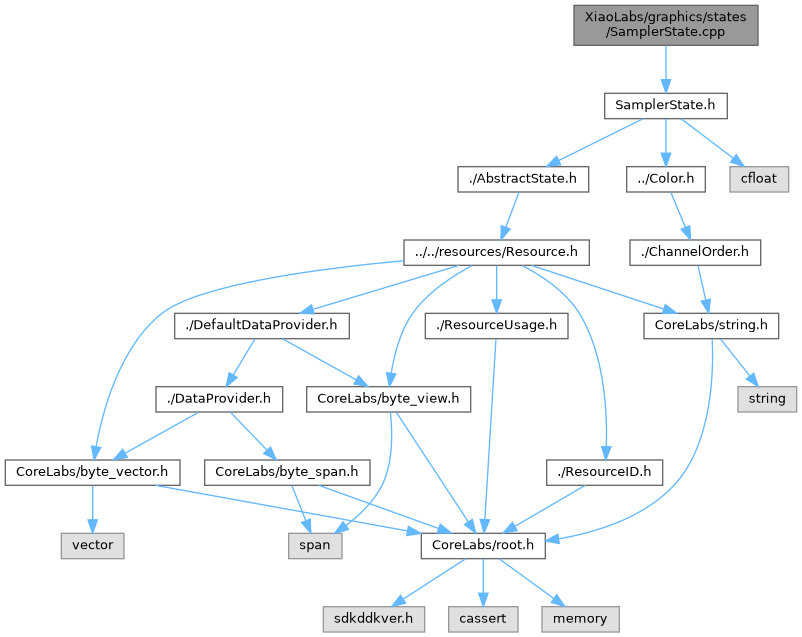 XiaoLabs/graphics/states
/SamplerState.cpp
SamplerState.h
./AbstractState.h
../Color.h
cfloat
../../resources/Resource.h
./ChannelOrder.h
./DefaultDataProvider.h
./ResourceUsage.h
CoreLabs/string.h
./DataProvider.h
CoreLabs/byte_view.h
string
CoreLabs/byte_vector.h
CoreLabs/byte_span.h
./ResourceID.h
vector
span
CoreLabs/root.h
sdkddkver.h
cassert
memory